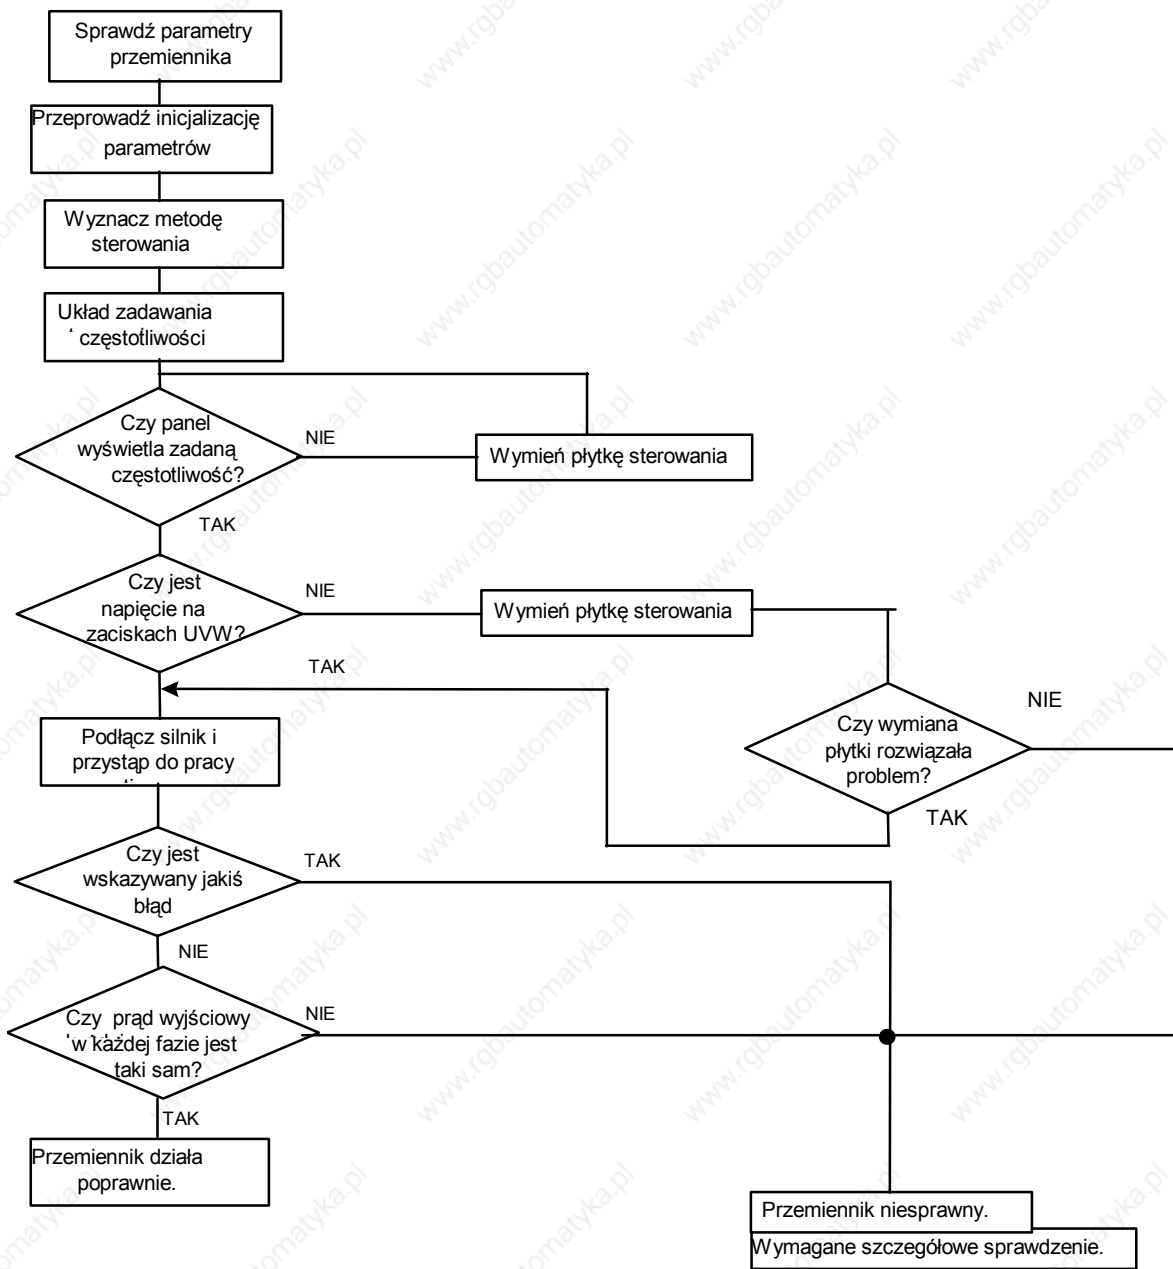 Sprawdź parametry
przemiennika
Przeprowadź inicjalizację
parametrów
Wyznacz metodę
sterowania
Układ zadawania
częstotliwości
Czy panel
wyświetla zadaną
częstotliwość?
NIE
Wymień płytkę sterowania
TAK
Czy jest
napięcie na
zaciskach UVW?
NIE
Wymień płytkę sterowania
TAK
Czy wymiana
płytki rozwiązała
problem?
NIE
TAK
Podłącz silnik i
przystąp do pracy
Czy jest
wskazywany jakiś
błąd
TAK
NIE
Czy prąd wyjściowy
w każdej fazie jest
taki sam?
NIE
TAK
Przemiennik działa
poprawnie.
Przemiennik niesprawny.
Wymagane szczegółowe sprawdzenie.
www.rgbautomatyka.pl